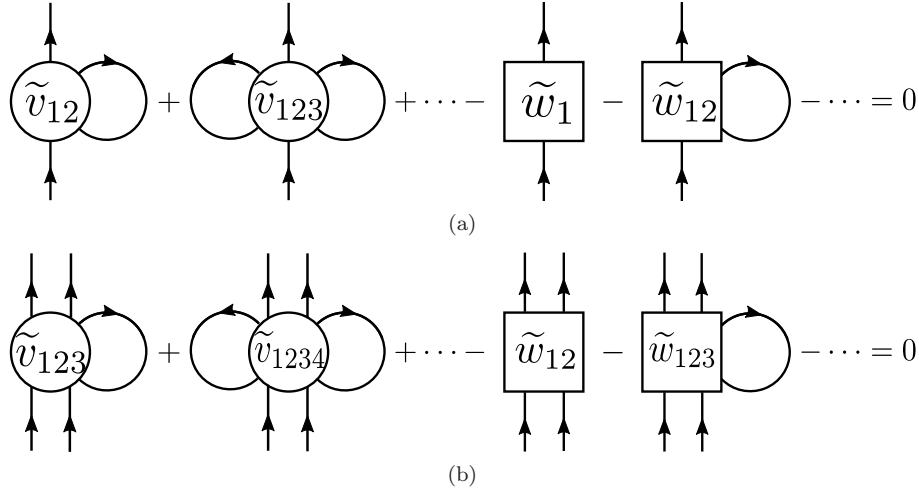 ṽ₁₂ + ṽ₁₂₃ + ⋯ − w̃₁ − w̃₁₂ − ⋯ = 0
(a)
ṽ₁₂₃ + ṽ₁₂₃₄ + ⋯ − w̃₁₂ − w̃₁₂₃ − ⋯ = 0
(b)